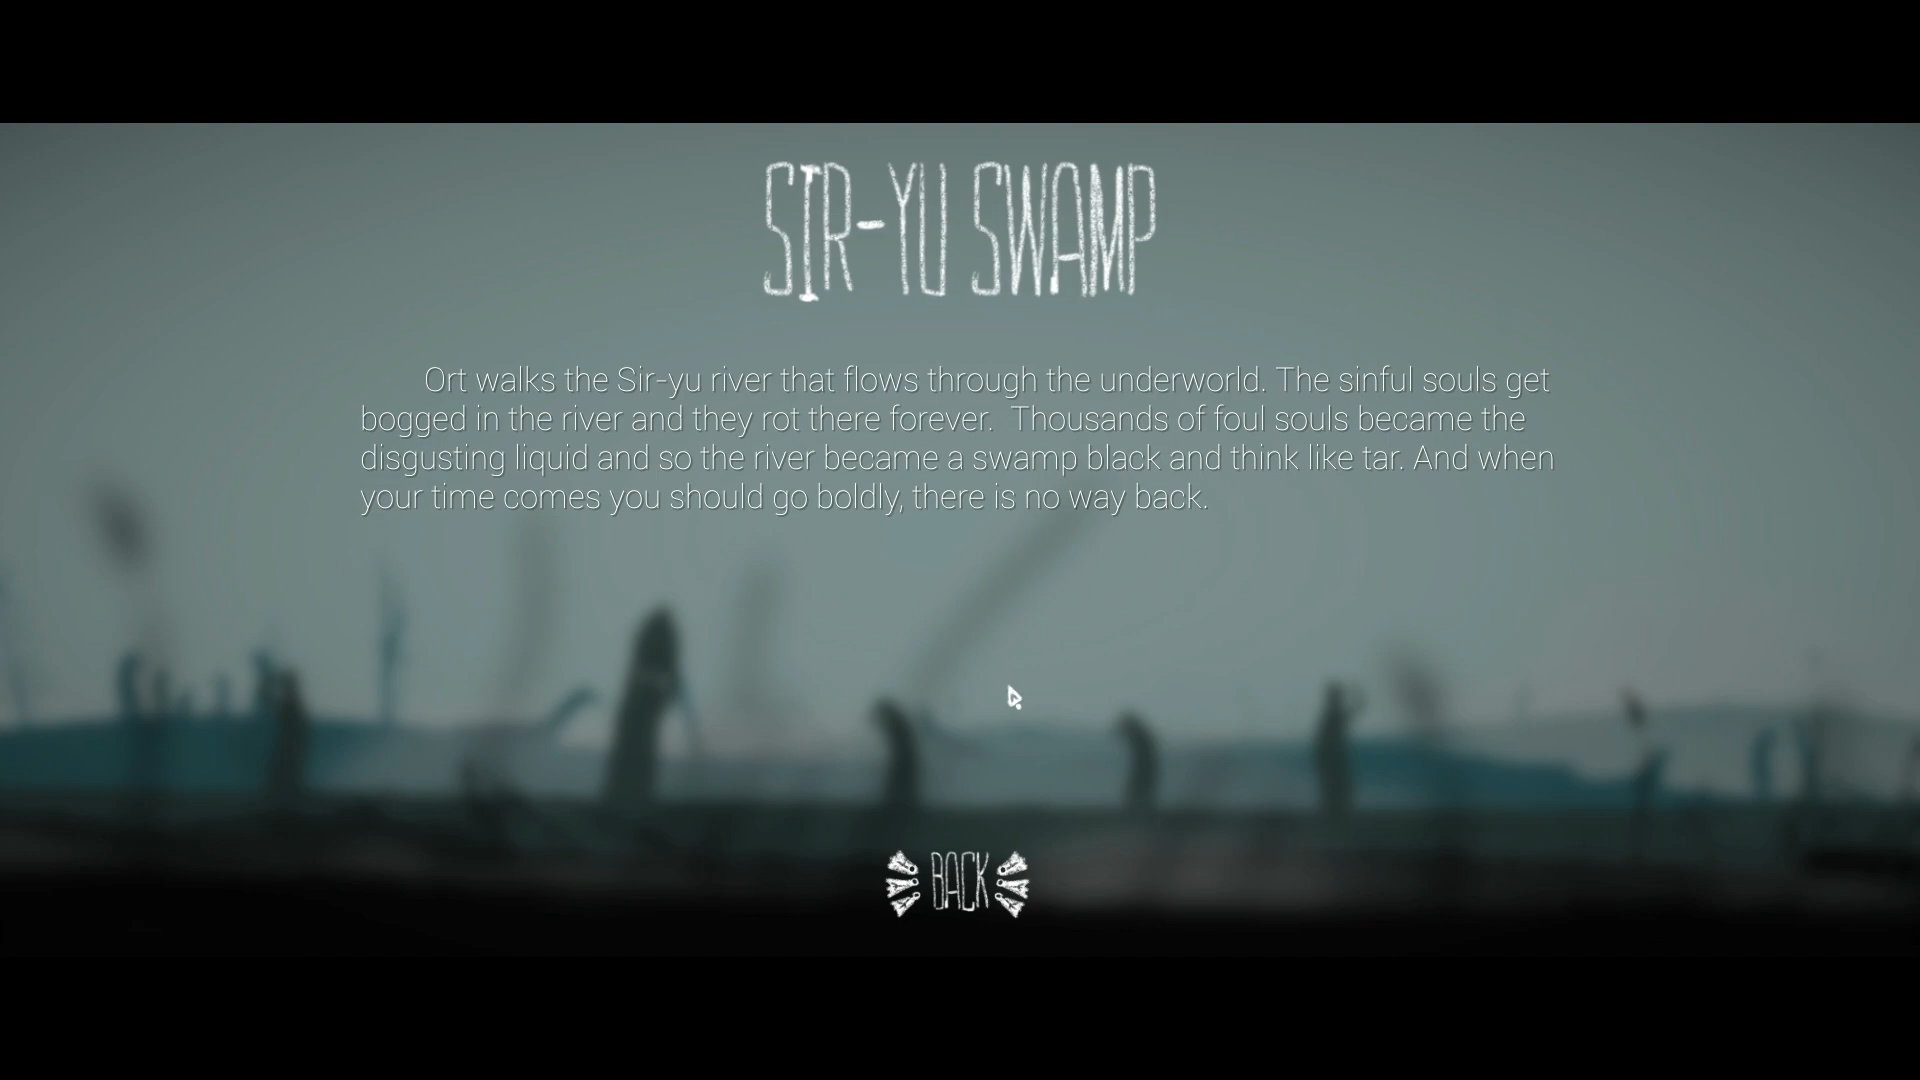 SIR-YU SWAMP
Ort walks the Sir-yu river that flows through the underworld. The sinful souls get
bogged in the river and they rot there forever.  Thousands of foul souls became the
disgusting liquid and so the river became a swamp black and think like tar. And when
your time comes you should go boldly, there is no way back.
BACK